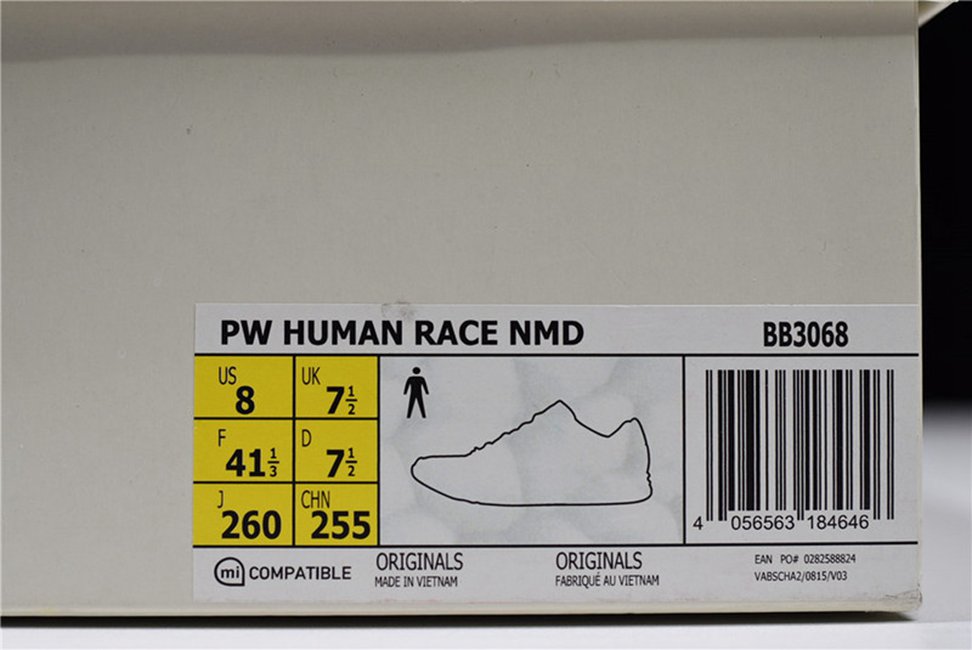 PW HUMAN RACE NMD BB3068
US 8 UK 7½
F 41⅓ D 7½
J 260 CHN 255
4 056563 184646
mi COMPATIBLE
ORIGINALS
MADE IN VIETNAM
ORIGINALS
FABRIQUÉ AU VIETNAM
EAN PO# 0282588824
VABSCHA2/0815/V03